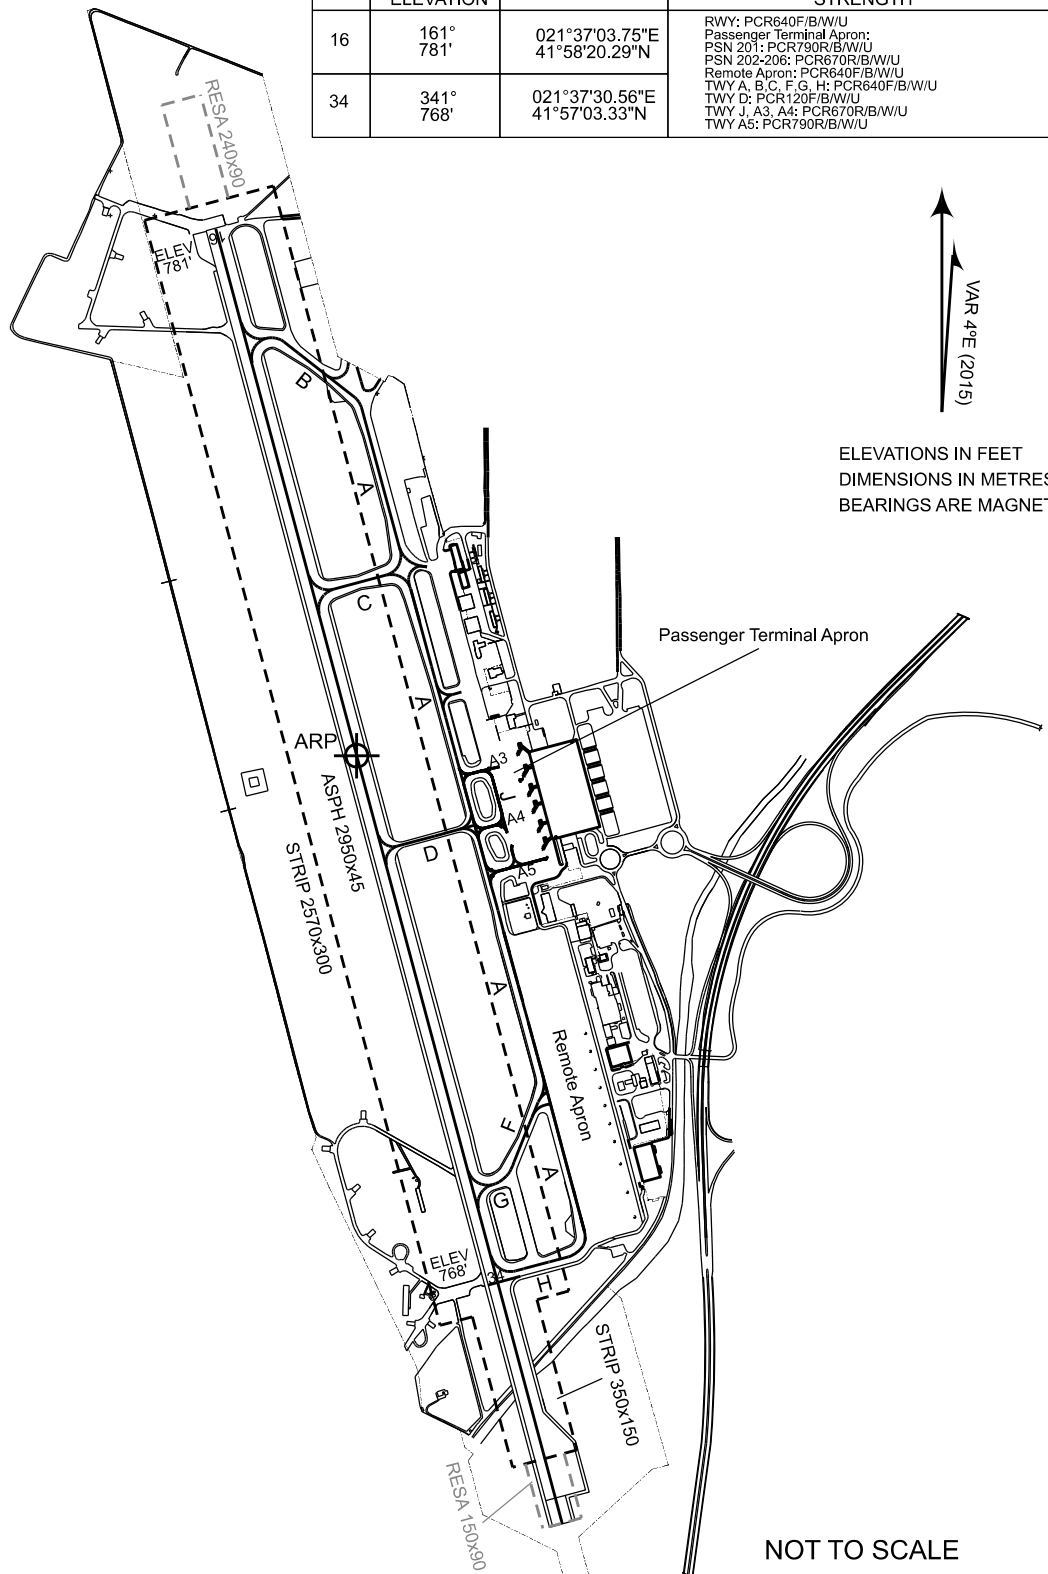 ELEVATION
STRENGTH
16
161°
781'
021°37'03.75"E
41°58'20.29"N
RWY: PCR640F/B/W/U
Passenger Terminal Apron:
PSN 201: PCR790R/B/W/U
PSN 202-206: PCR670R/B/W/U
Remote Apron: PCR640F/B/W/U
TWY A, B,C, F,G, H: PCR640F/B/W/U
TWY D: PCR120F/B/W/U
TWY J, A3, A4: PCR670R/B/W/U
TWY A5: PCR790R/B/W/U
34
341°
768'
021°37'30.56"E
41°57'03.33"N
RESA 240x90
16
ELEV
781'
VAR 4°E (2015)
ELEVATIONS IN FEET
DIMENSIONS IN METRES
BEARINGS ARE MAGNET
B
A
C
Passenger Terminal Apron
A
ARP
A3
J
A4
ASPH 2950x45
D
A5
STRIP 2570x300
A
Remote Apron
F
A
G
ELEV
768'
34
H
STRIP 350x150
RESA 150x90
NOT TO SCALE